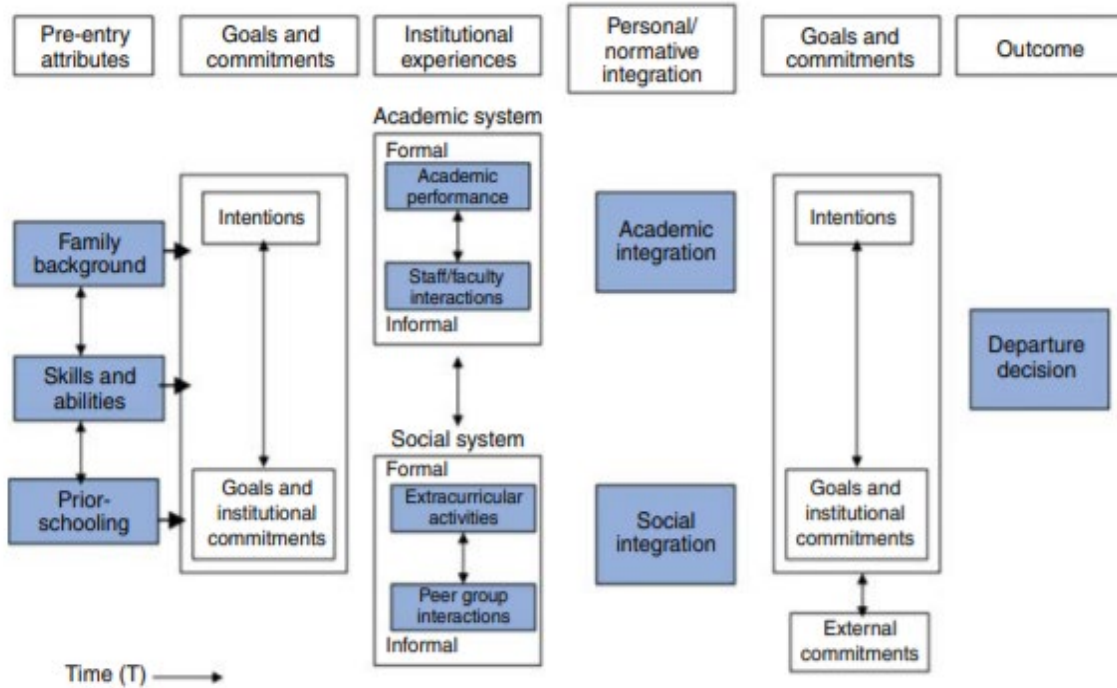 Pre-entry
attributes
Goals and
commitments
Institutional
experiences
Personal/
normative
integration
Goals and
commitments
Outcome
Family
background
Skills and
abilities
Prior-
schooling
Intentions
Goals and
institutional
commitments
Academic system
Formal
Academic
performance
Staff/faculty
interactions
Informal
Social system
Formal
Extracurricular
activities
Peer group
interactions
Informal
Academic
integration
Social
integration
Intentions
Goals and
institutional
commitments
External
commitments
Departure
decision
Time (T)